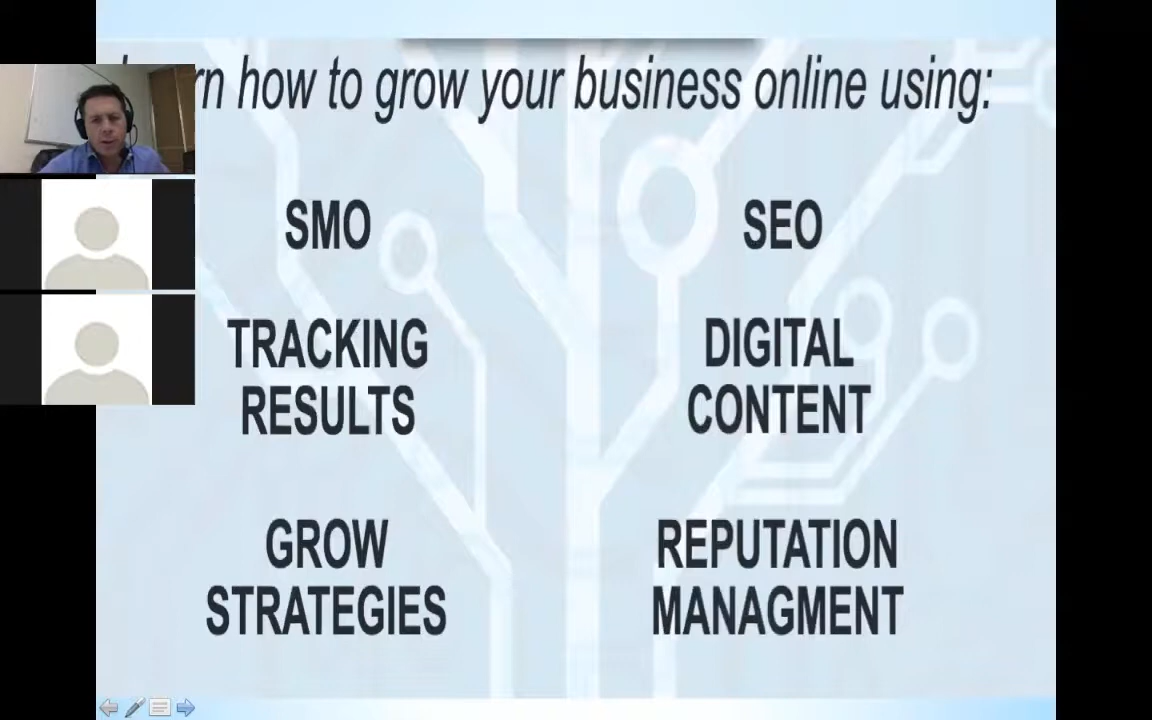 how to grow your business online using:
SMO
SEO
TRACKING
RESULTS
DIGITAL
CONTENT
GROW
STRATEGIES
REPUTATION
MANAGMENT